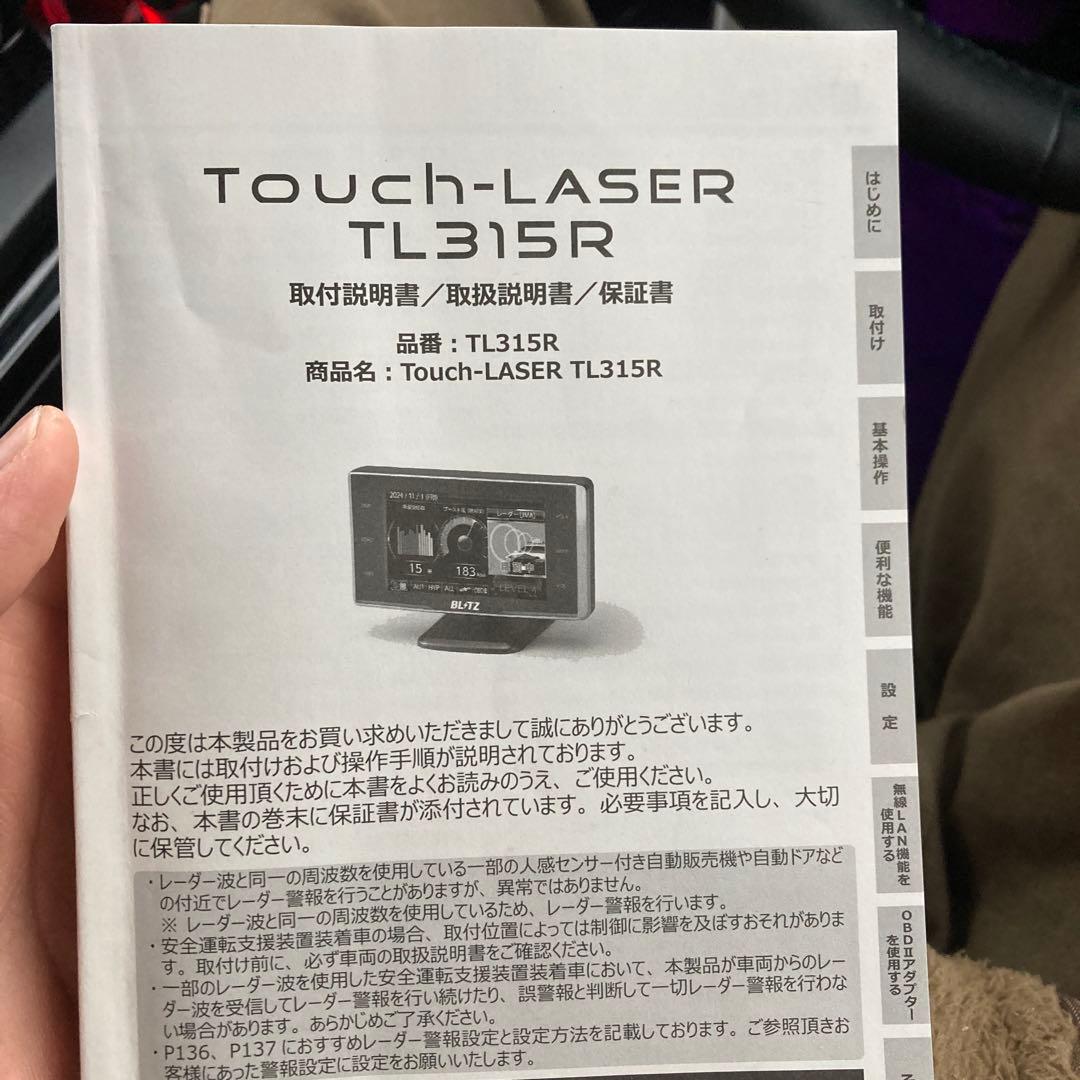 Touch-LASER
TL315R
取付説明書／取扱説明書／保証書
品番：TL315R
商品名：Touch-LASER TL315R
2024/11/1(FRI)
レーダー(JMA)
15
183
LEVEL 4
BLITZ
この度は本製品をお買い求めいただきまして誠にありがとうございます。
本書には取付けおよび操作手順が説明されております。
正しくご使用頂くために本書をよくお読みのうえ、ご使用ください。
なお、本書の巻末に保証書が添付されています。必要事項を記入し、大切
に保管してください。
・レーダー波と同一の周波数を使用している一部の人感センサー付き自動販売機や自動ドアなど
の付近でレーダー警報を行うことがありますが、異常ではありません。
※ レーダー波と同一の周波数を使用しているため、レーダー警報を行います。
・安全運転支援装置装着車の場合、取付位置によっては制御に影響を及ぼすおそれがありま
す。取付け前に、必ず車両の取扱説明書をご確認ください。
・一部のレーダー波を使用した安全運転支援装置装着車において、本製品が車両からのレー
ダー波を受信してレーダー警報を行い続けたり、誤警報と判断して一切レーダー警報を行わな
い場合があります。あらかじめご了承ください。
・P136、P137 におすすめレーダー警報設定と設定方法を記載しております。ご参照頂きお
客様にあった警報設定に設定をお願いいたします。
はじめに
取付け
基本操作
便利な機能
設定
無線LAN機能を
使用する
OBDⅡアダプター
を使用する